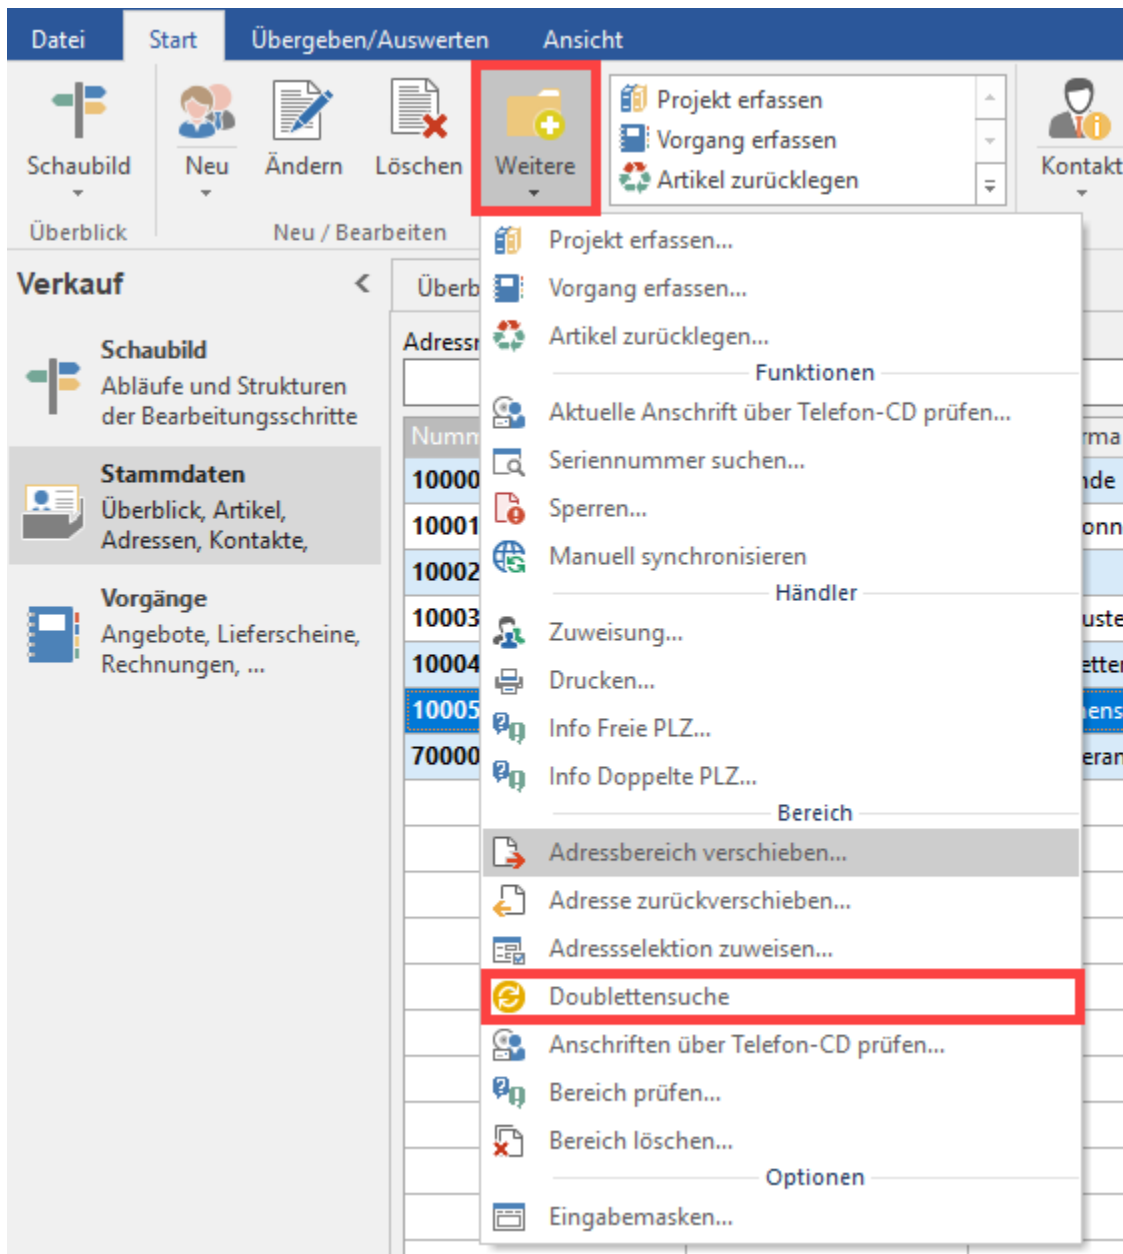 Datei Start Übergeben/Auswerten Ansicht
Projekt erfassen
Vorgang erfassen
Artikel zurücklegen
Schaubild Neu Ändern Löschen Weitere Kontakt
Überblick Neu / Bearbeiten
Verkauf
Schaubild
Abläufe und Strukturen
der Bearbeitungsschritte
Stammdaten
Überblick, Artikel,
Adressen, Kontakte,
Vorgänge
Angebote, Lieferscheine,
Rechnungen, ...
Überb
Adressr
Numm
10000
10001
10002
10003
10004
10005
70000
Projekt erfassen...
Vorgang erfassen...
Artikel zurücklegen...
Funktionen
Aktuelle Anschrift über Telefon-CD prüfen...
Seriennummer suchen...
Sperren...
Manuell synchronisieren
Händler
Zuweisung...
Drucken...
Info Freie PLZ...
Info Doppelte PLZ...
Bereich
Adressbereich verschieben...
Adresse zurückverschieben...
Adressselektion zuweisen...
Doublettensuche
Anschriften über Telefon-CD prüfen...
Bereich prüfen...
Bereich löschen...
Optionen
Eingabemasken...